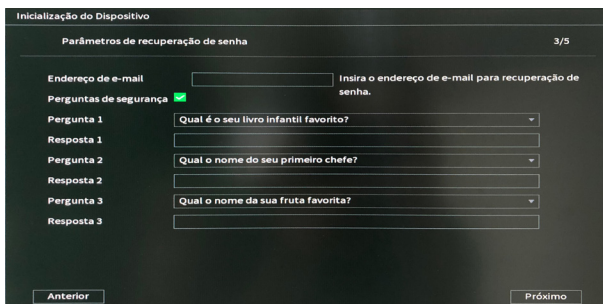 Inicialização do Dispositivo
Parâmetros de recuperação de senha 3/5
Endereço de e-mail Insira o endereço de e-mail para recuperação de
senha.
Perguntas de segurança
Pergunta 1 Qual é o seu livro infantil favorito?
Resposta 1
Pergunta 2 Qual o nome do seu primeiro chefe?
Resposta 2
Pergunta 3 Qual o nome da sua fruta favorita?
Resposta 3
Anterior Próximo